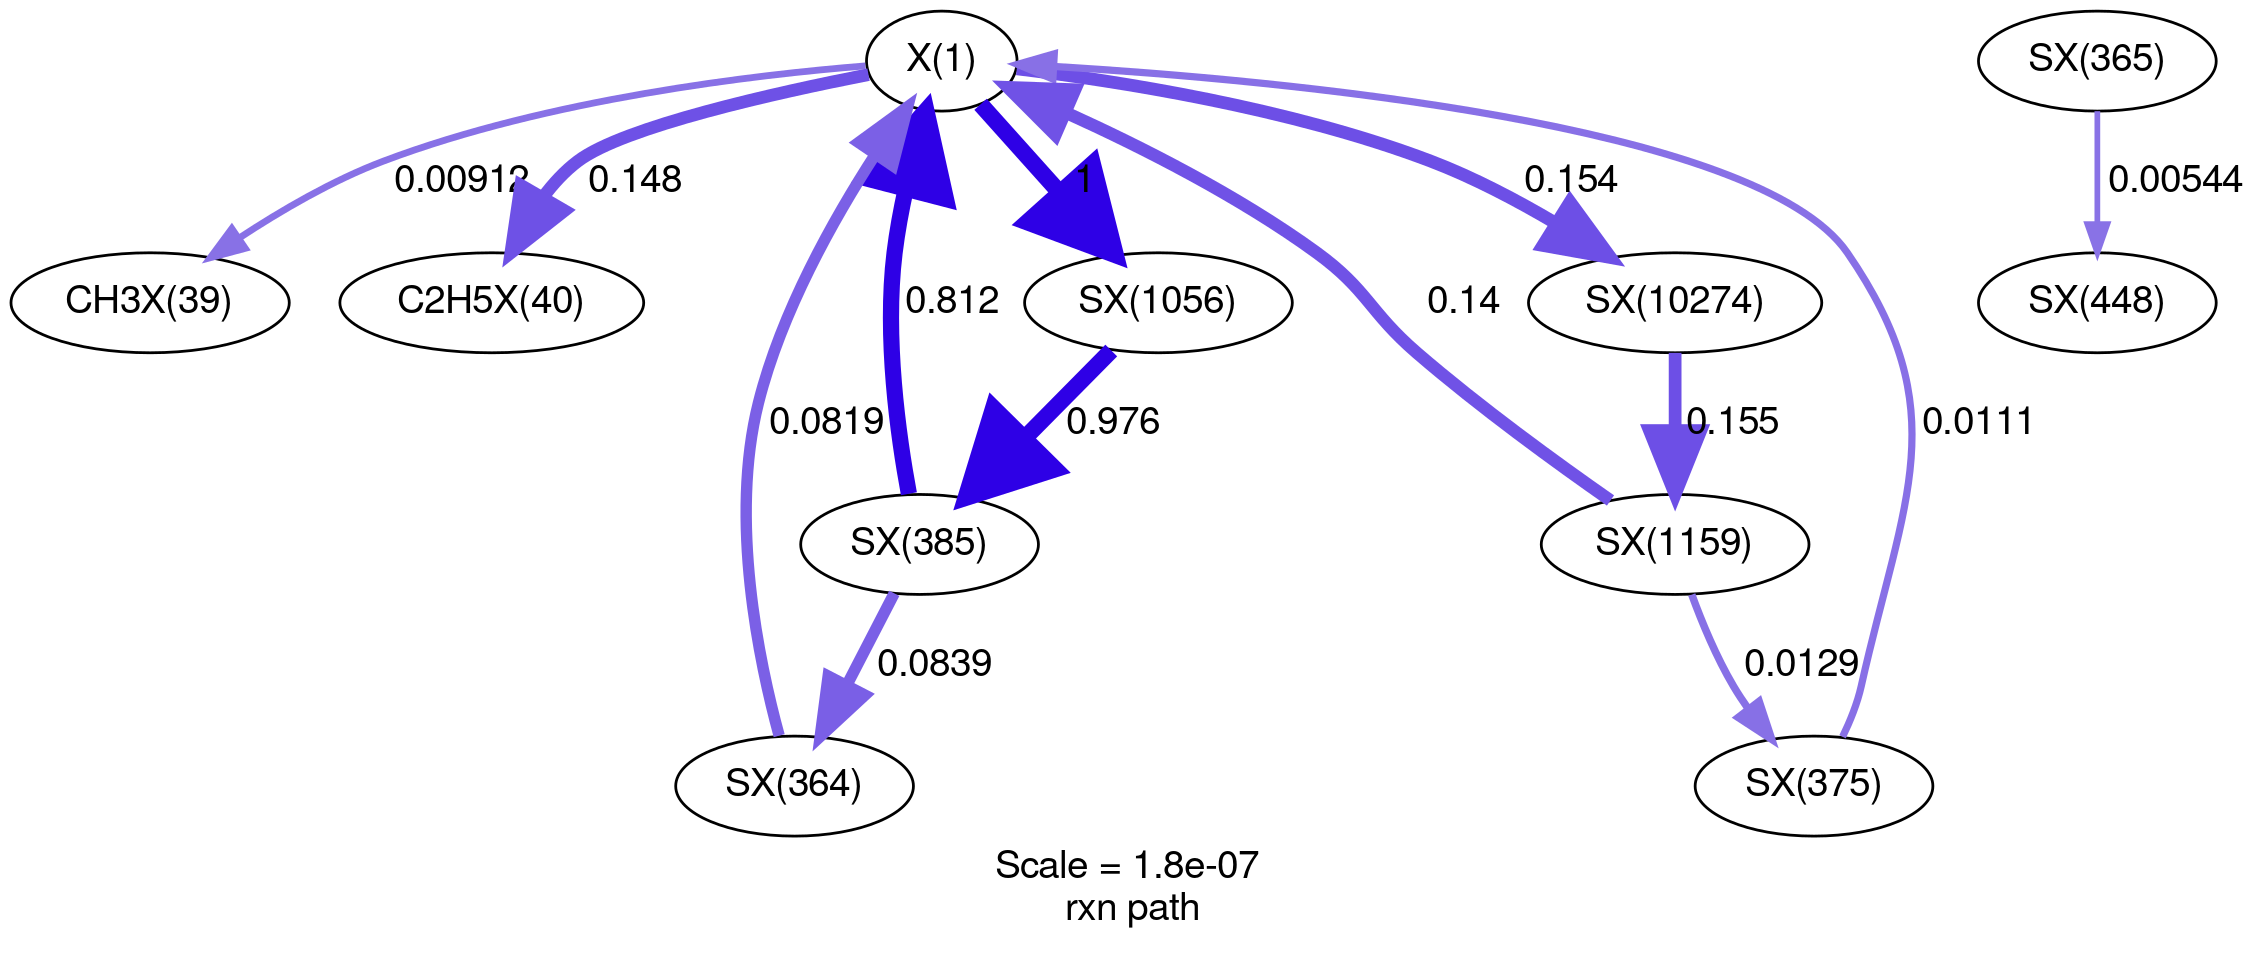 X(1)
SX(365)
0.00912
0.148
1
0.154
0.00544
CH3X(39)
C2H5X(40)
0.812
SX(1056)
0.14
SX(10274)
SX(448)
0.0819
0.976
0.155
0.0111
SX(385)
SX(1159)
0.0839
0.0129
SX(364)
SX(375)
Scale = 1.8e-07
rxn path